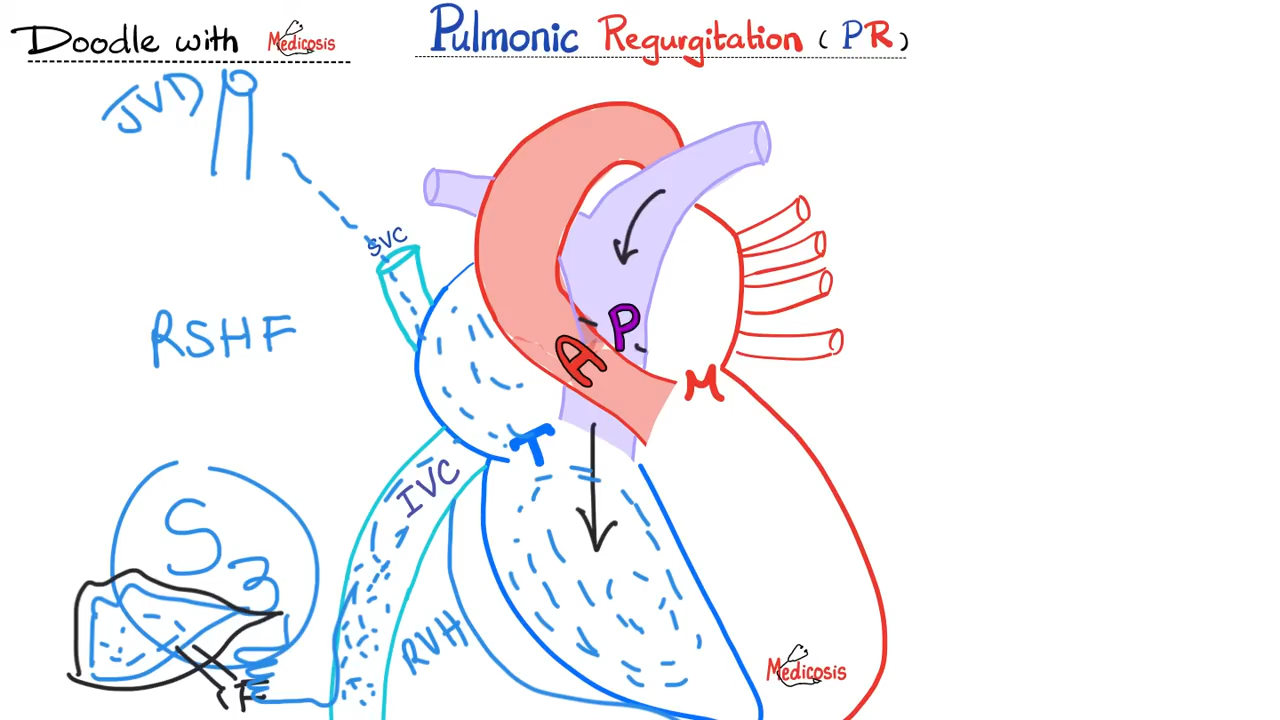 Doodle with Medicosis
Pulmonic Regurgitation (PR)
JVD
SVC
RSHF
P
A
M
T
IVC
S3
RVH
Medicosis